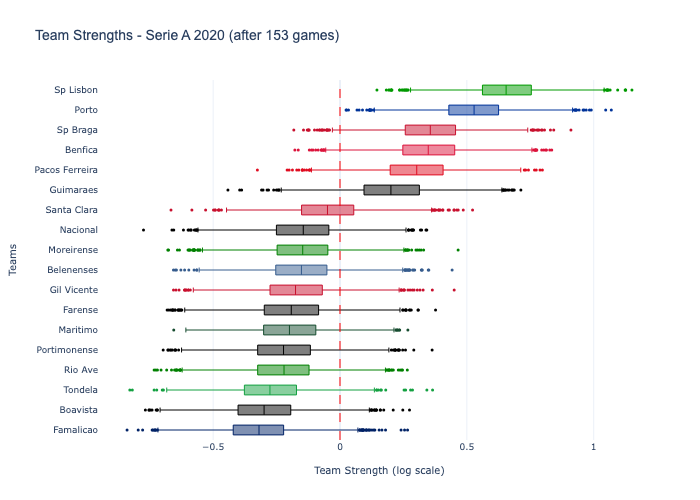 Team Strengths - Serie A 2020 (after 153 games)
Sp Lisbon
Porto
Sp Braga
Benfica
Pacos Ferreira
Guimaraes
Santa Clara
Nacional
Moreirense
Belenenses
Gil Vicente
Farense
Maritimo
Portimonense
Rio Ave
Tondela
Boavista
Famalicao
Teams
−0.5 0 0.5 1
Team Strength (log scale)